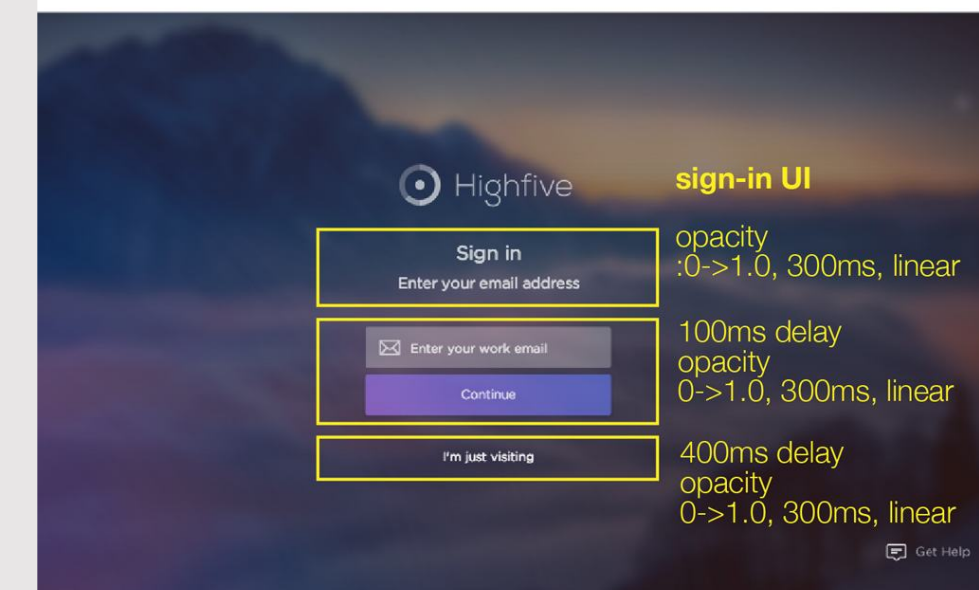 Highfive
sign-in UI
Sign in
Enter your email address
opacity
:0->1.0, 300ms, linear
Enter your work email
Continue
100ms delay
opacity
0->1.0, 300ms, linear
I'm just visiting
400ms delay
opacity
0->1.0, 300ms, linear
Get Help